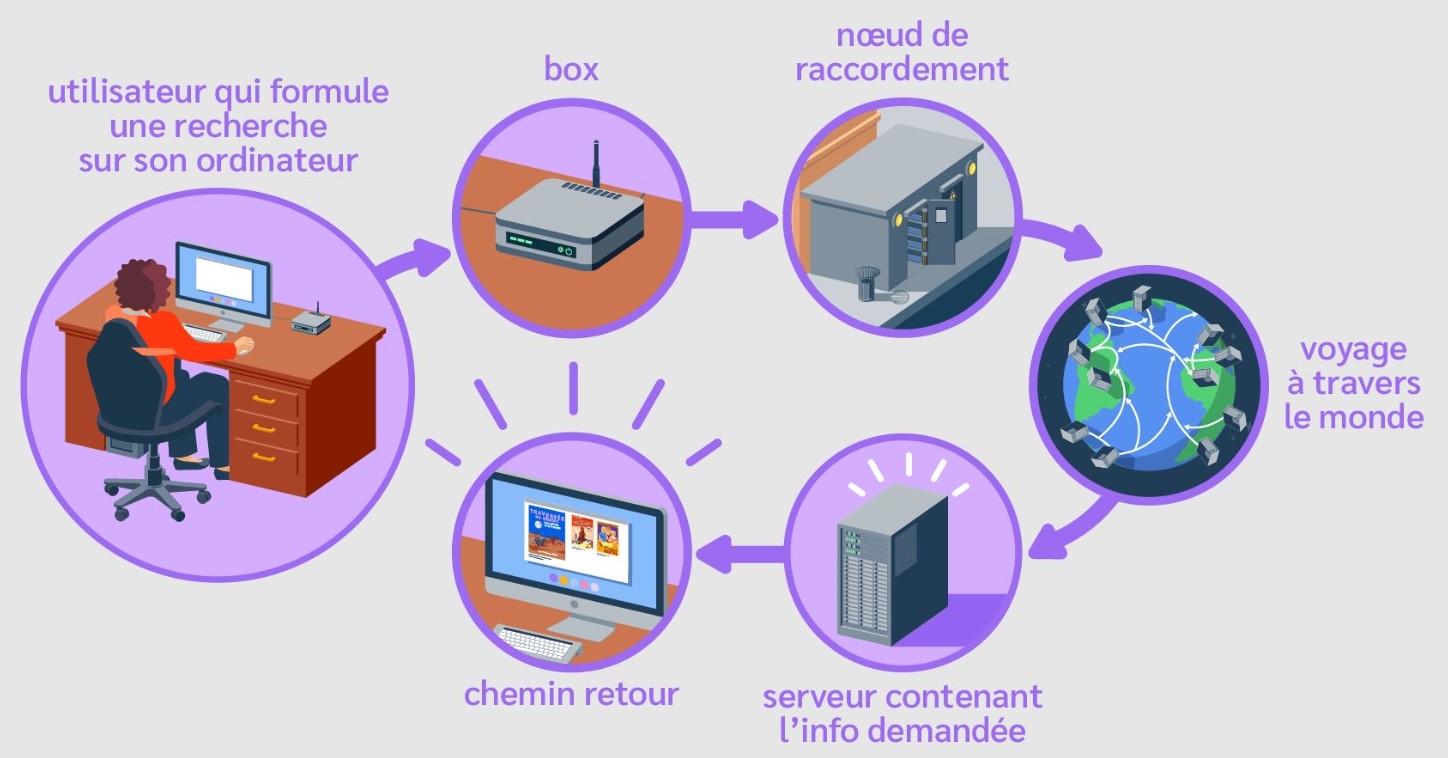 utilisateur qui formule
une recherche
sur son ordinateur
box
nœud de
raccordement
voyage
à travers
le monde
serveur contenant
l’info demandée
chemin retour